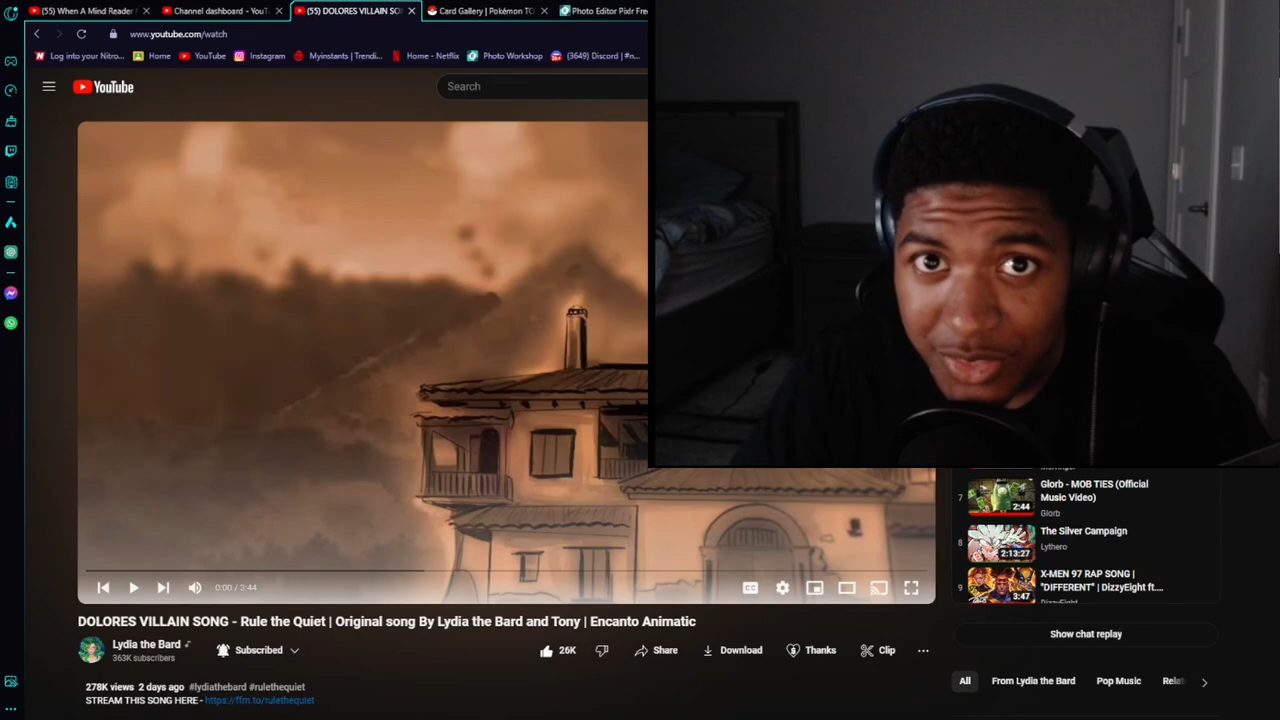 (55) When A Mind Reader
Channel dashboard - YouT
(55) DOLORES VILLAIN SO
Card Gallery | Pokémon TC
Photo Editor Pixlr Fre
www.youtube.com/watch
Log into your Nitro...
Home
YouTube
Instagram
Myinstants | Trendi...
Home - Netflix
Photo Workshop
(3649) Discord | #n...
YouTube
Search
0:00 / 3:44
CC
DOLORES VILLAIN SONG - Rule the Quiet | Original song By Lydia the Bard and Tony | Encanto Animatic
Lydia the Bard
363K subscribers
Subscribed
26K
Share
Download
Thanks
Clip
278K views 2 days ago #lydiathebard #rulethequiet
STREAM THIS SONG HERE - https://ffm.to/rulethequiet
7
2:44
Glorb - MOB TIES (Official
Music Video)
Glorb
8
2:13:27
The Silver Campaign
Lythero
9
3:47
X-MEN 97 RAP SONG |
"DIFFERENT" | DizzyEight ft....
DizzyEight
Show chat replay
All
From Lydia the Bard
Pop Music
Rela